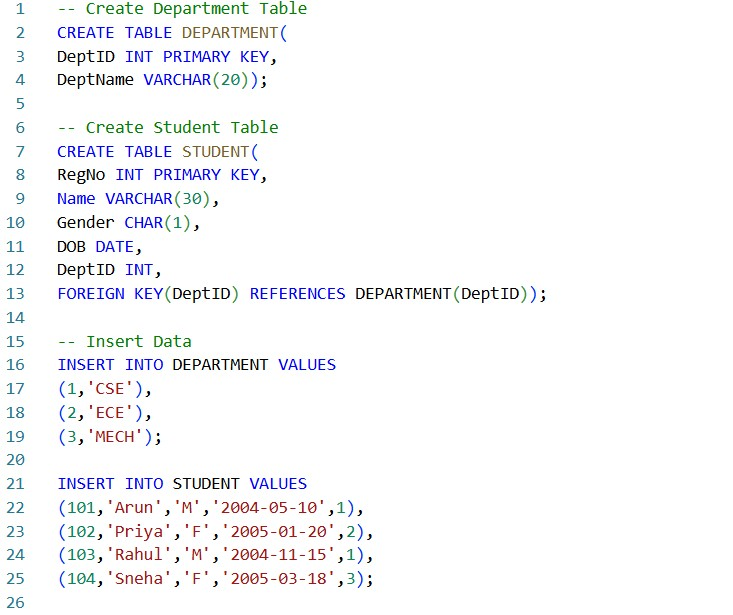 1 -- Create Department Table
2 CREATE TABLE DEPARTMENT(
3 DeptID INT PRIMARY KEY,
4 DeptName VARCHAR(20));
5
6 -- Create Student Table
7 CREATE TABLE STUDENT(
8 RegNo INT PRIMARY KEY,
9 Name VARCHAR(30),
10 Gender CHAR(1),
11 DOB DATE,
12 DeptID INT,
13 FOREIGN KEY(DeptID) REFERENCES DEPARTMENT(DeptID));
14
15 -- Insert Data
16 INSERT INTO DEPARTMENT VALUES
17 (1,'CSE'),
18 (2,'ECE'),
19 (3,'MECH');
20
21 INSERT INTO STUDENT VALUES
22 (101,'Arun','M','2004-05-10',1),
23 (102,'Priya','F','2005-01-20',2),
24 (103,'Rahul','M','2004-11-15',1),
25 (104,'Sneha','F','2005-03-18',3);
26